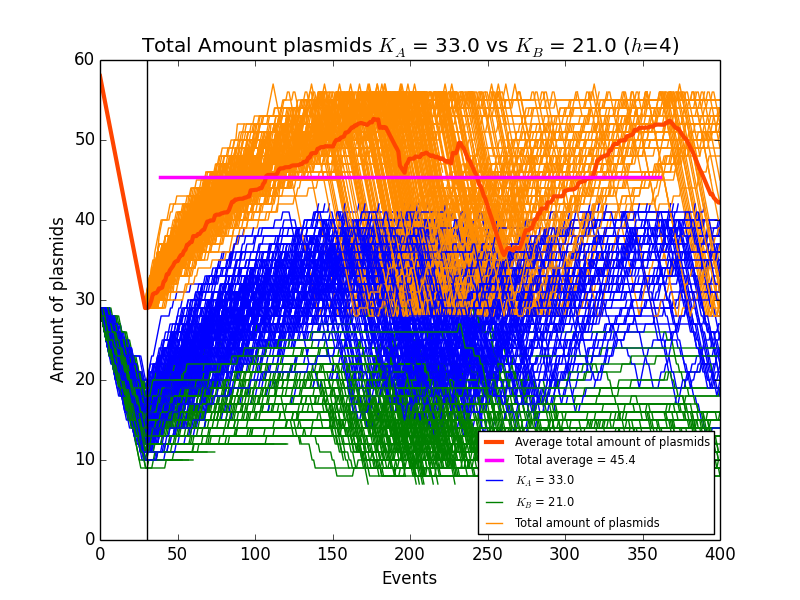 Total Amount plasmids K_A = 33.0 vs K_B = 21.0 (h=4)
60
50
40
30
20
10
0
Amount of plasmids
Average total amount of plasmids
Total average = 45.4
K_A = 33.0
K_B = 21.0
Total amount of plasmids
0 50 100 150 200 250 300 350 400
Events